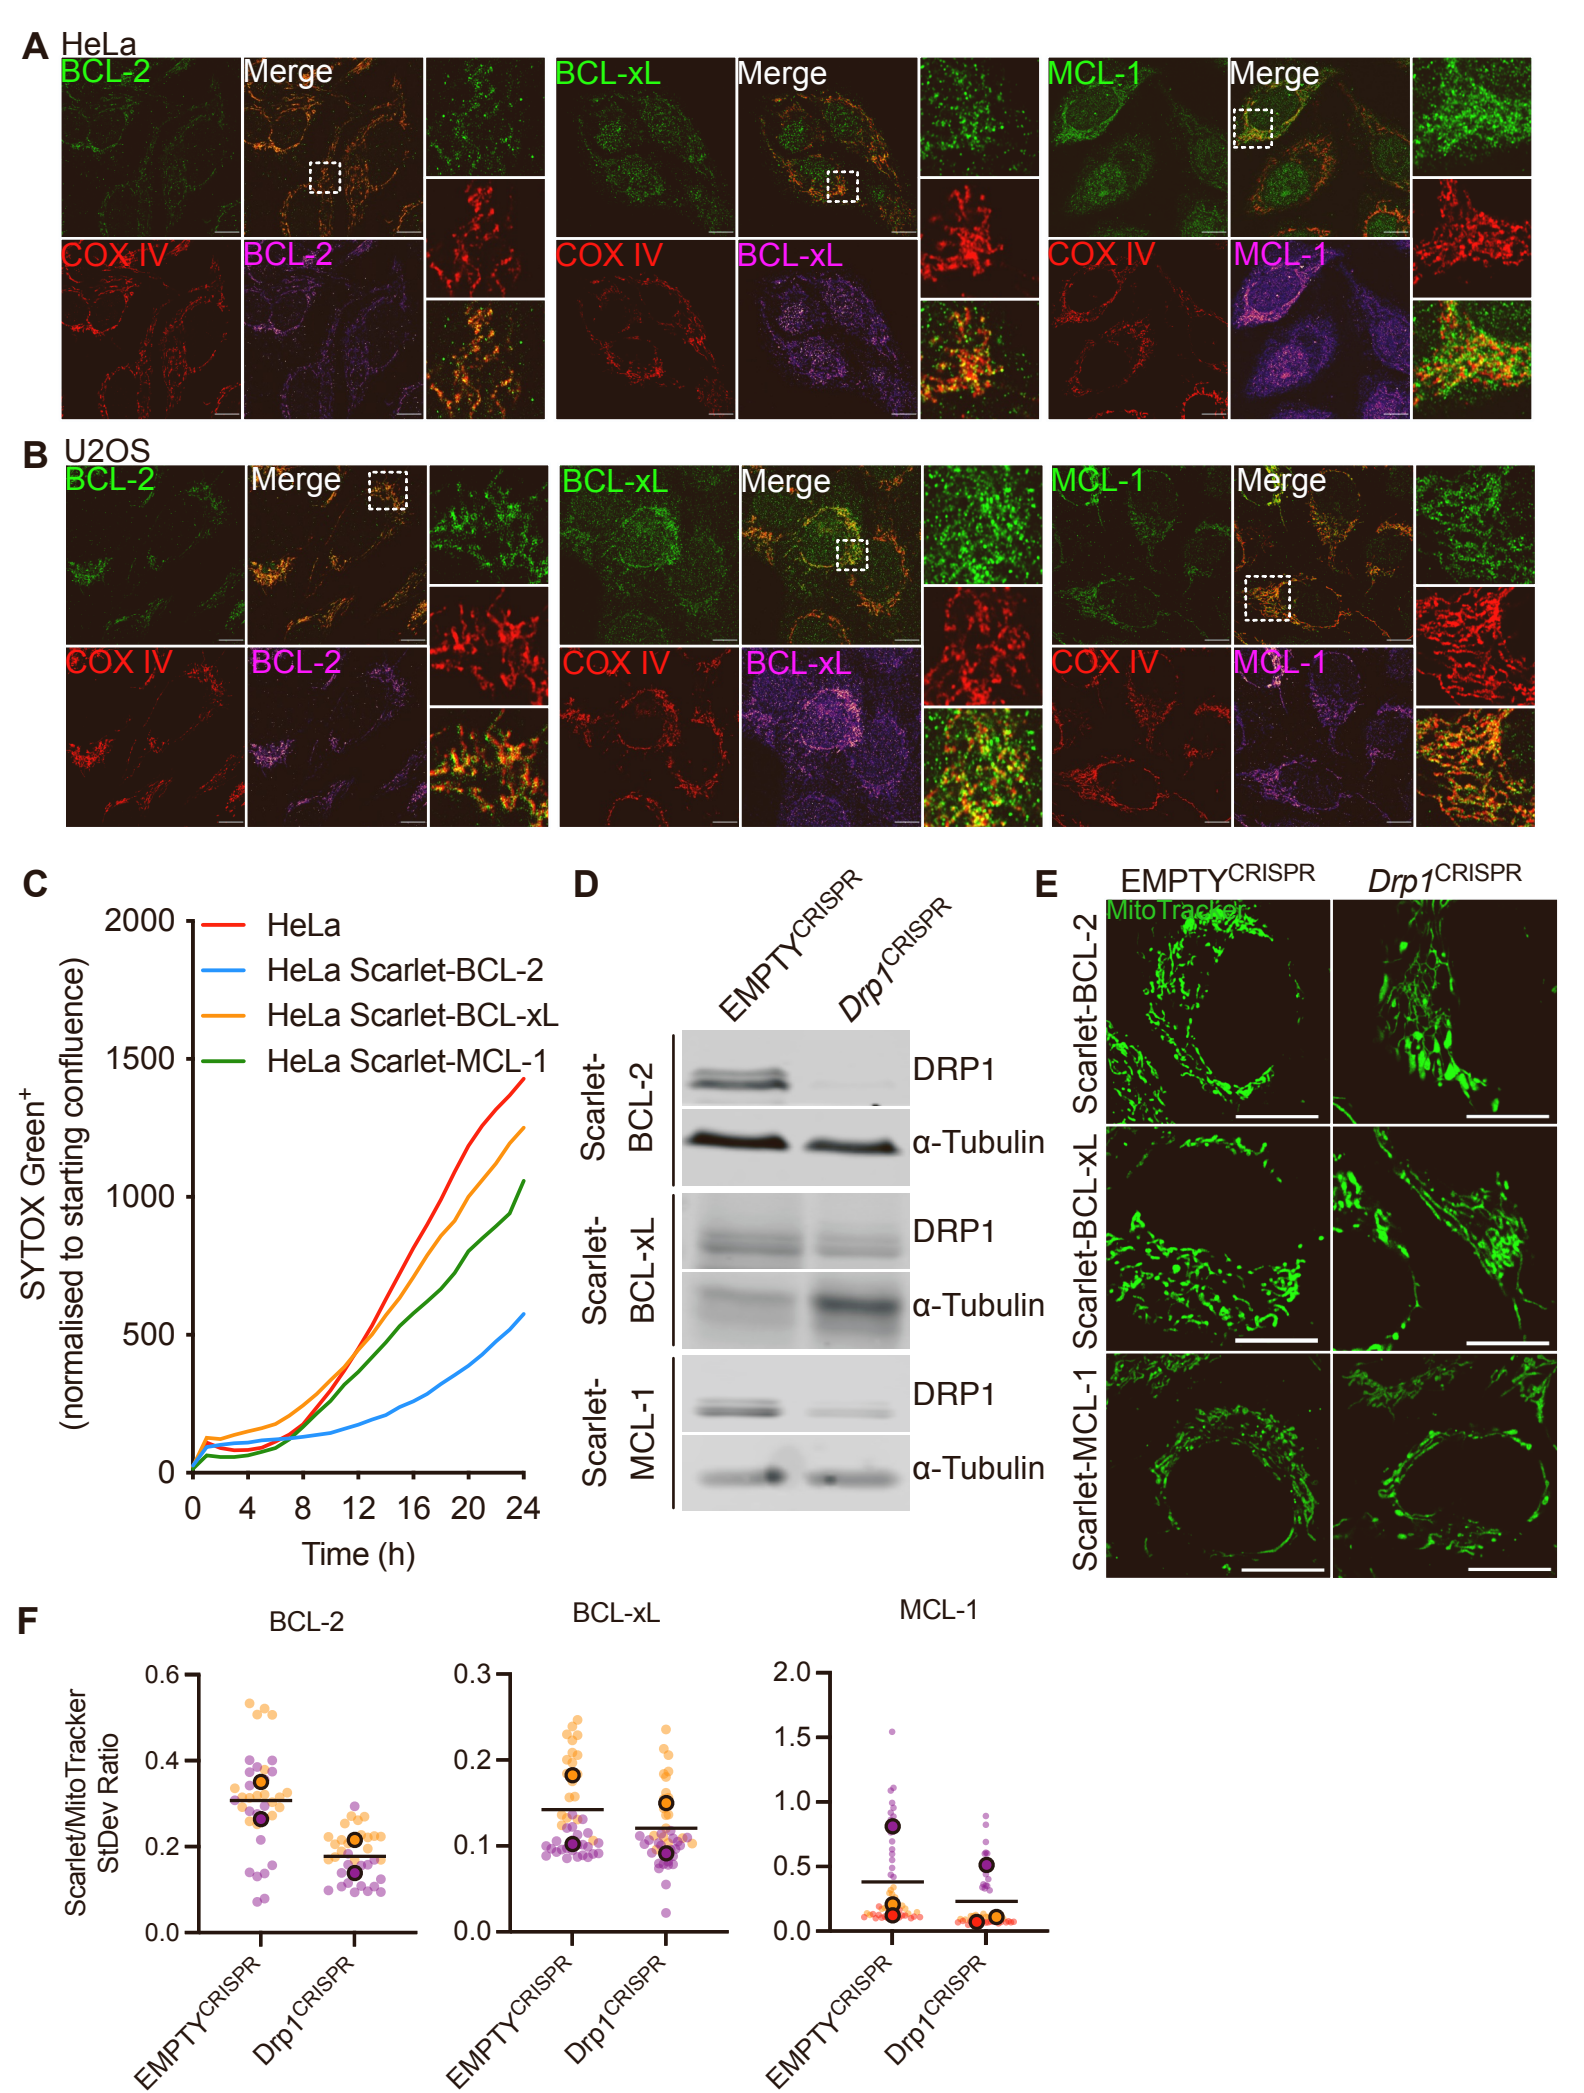 A HeLa
BCL-2 Merge BCL-xL Merge MCL-1 Merge
COX IV BCL-2 COX IV BCL-xL COX IV MCL-1
B U2OS
BCL-2 Merge BCL-xL Merge MCL-1 Merge
COX IV BCL-2 COX IV BCL-xL COX IV MCL-1
C
2000
1500
1000
500
0
0 4 8 12 16 20 24
Time (h)
SYTOX Green+
(normalised to starting confluence)
HeLa
HeLa Scarlet-BCL-2
HeLa Scarlet-BCL-xL
HeLa Scarlet-MCL-1
D
EMPTYCRISPR Drp1CRISPR
Scarlet-
BCL-2
DRP1
α-Tubulin
Scarlet-
BCL-xL
DRP1
α-Tubulin
Scarlet-
MCL-1
DRP1
α-Tubulin
E EMPTYCRISPR Drp1CRISPR
MitoTracker
Scarlet-BCL-2
Scarlet-BCL-xL
Scarlet-MCL-1
F
Scarlet/MitoTracker
StDev Ratio
BCL-2
0.6
0.4
0.2
0.0
EMPTYCRISPR Drp1CRISPR
BCL-xL
0.3
0.2
0.1
0.0
EMPTYCRISPR Drp1CRISPR
MCL-1
2.0
1.5
1.0
0.5
0.0
EMPTYCRISPR Drp1CRISPR